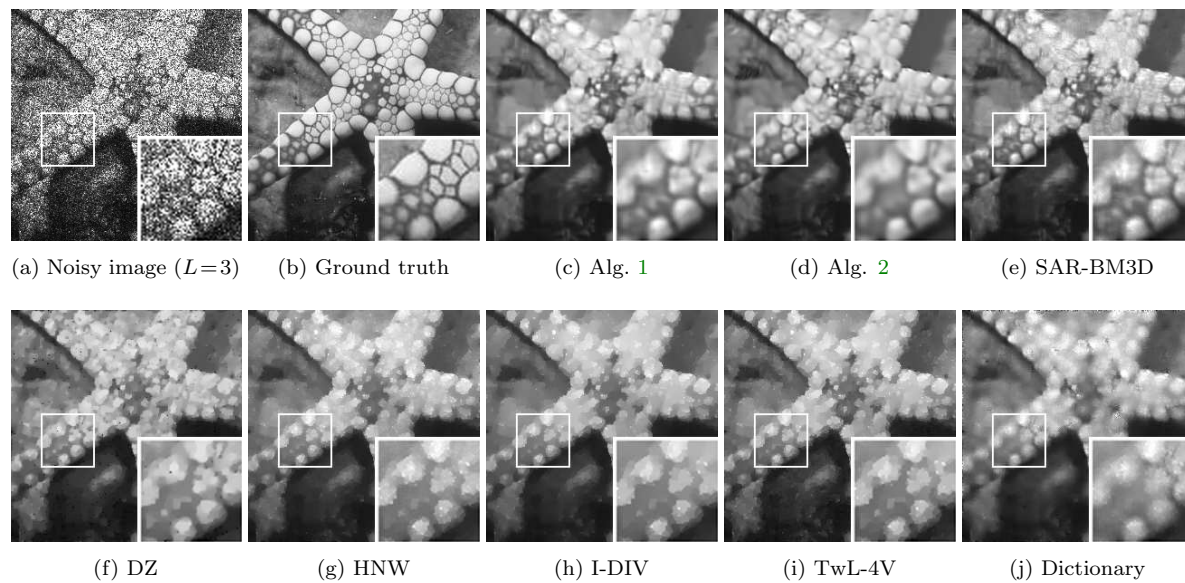 (a) Noisy image (L=3)
(b) Ground truth
(c) Alg. 1
(d) Alg. 2
(e) SAR-BM3D
(f) DZ
(g) HNW
(h) I-DIV
(i) TwL-4V
(j) Dictionary